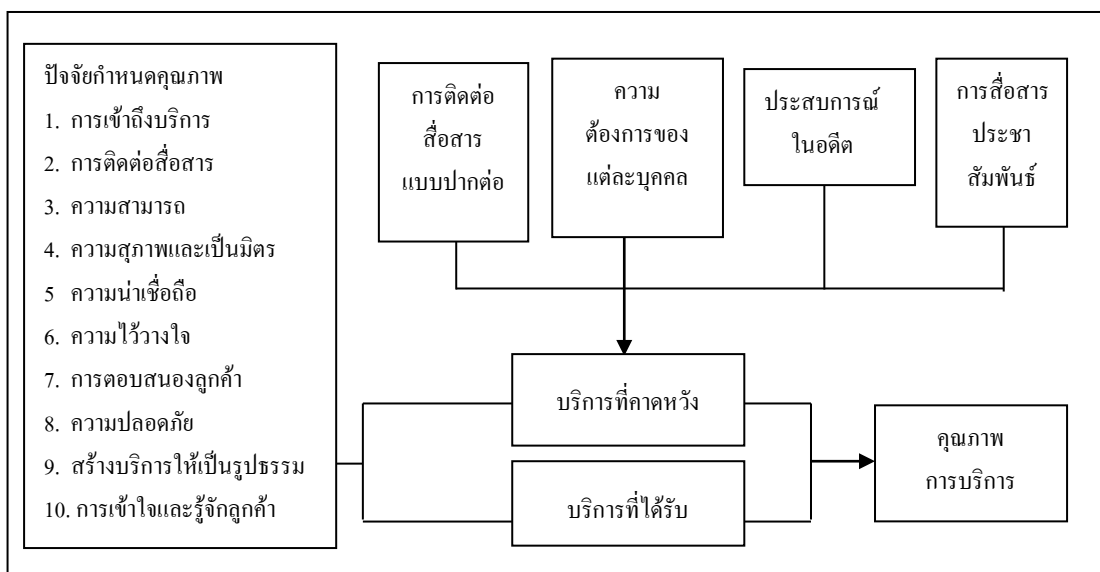 ปัจจัยกำหนดคุณภาพ
1. การเข้าถึงบริการ
2. การติดต่อสื่อสาร
3. ความสามารถ
4. ความสุภาพและเป็นมิตร
5 ความน่าเชื่อถือ
6. ความไว้วางใจ
7. การตอบสนองลูกค้า
8. ความปลอดภัย
9. สร้างบริการให้เป็นรูปธรรม
10. การเข้าใจและรู้จักลูกค้า
การติดต่อ
สื่อสาร
แบบปากต่อ
ความ
ต้องการของ
แต่ละบุคคล
ประสบการณ์
ในอดีต
การสื่อสาร
ประชา
สัมพันธ์
บริการที่คาดหวัง
บริการที่ได้รับ
คุณภาพ
การบริการ